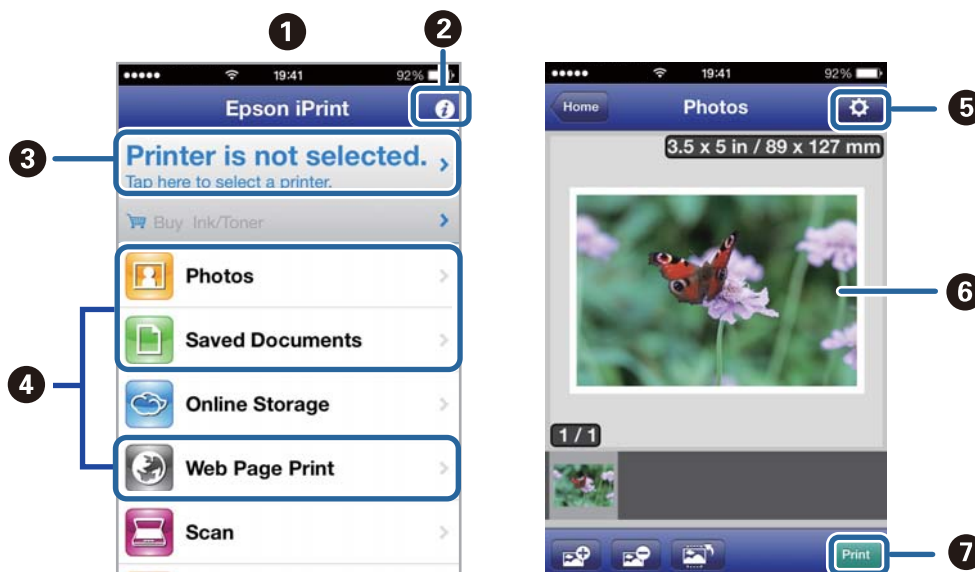 1
2
19:41 92%
Epson iPrint
3
Printer is not selected.
Tap here to select a printer.
Buy Ink/Toner
Photos
Saved Documents
4
Online Storage
Web Page Print
Scan
19:41 92%
Home Photos
5
3.5 x 5 in / 89 x 127 mm
6
1 / 1
Print
7